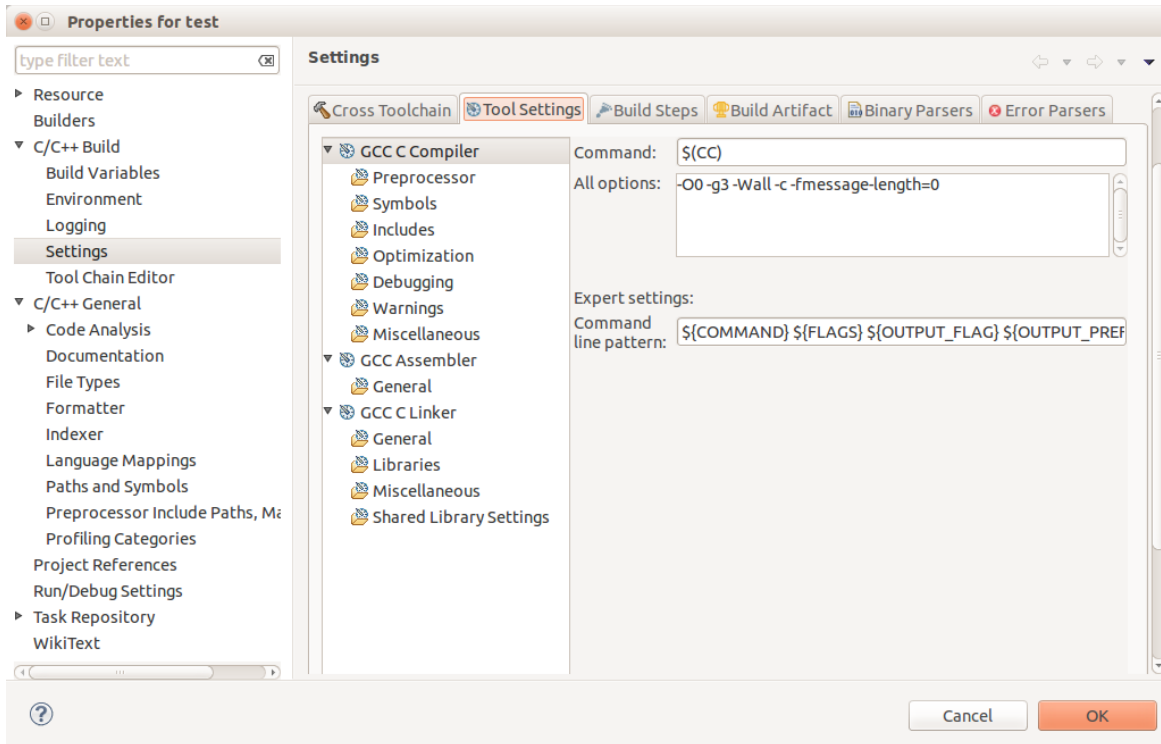 Properties for test
type filter text
Resource
Builders
C/C++ Build
Build Variables
Environment
Logging
Settings
Tool Chain Editor
C/C++ General
Code Analysis
Documentation
File Types
Formatter
Indexer
Language Mappings
Paths and Symbols
Preprocessor Include Paths, Ma
Profiling Categories
Project References
Run/Debug Settings
Task Repository
WikiText
Settings
Cross Toolchain Tool Settings Build Steps Build Artifact Binary Parsers Error Parsers
GCC C Compiler
Preprocessor
Symbols
Includes
Optimization
Debugging
Warnings
Miscellaneous
GCC Assembler
General
GCC C Linker
General
Libraries
Miscellaneous
Shared Library Settings
Command: $(CC)
All options: -O0 -g3 -Wall -c -fmessage-length=0
Expert settings:
Command
line pattern: ${COMMAND} ${FLAGS} ${OUTPUT_FLAG} ${OUTPUT_PREF
Cancel OK